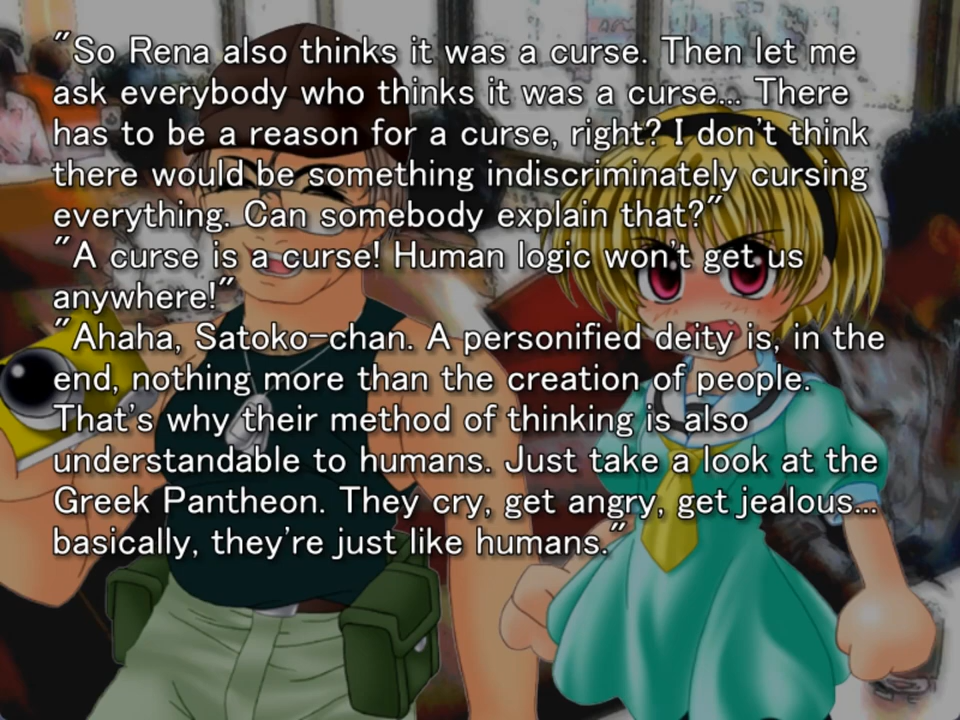 "So Rena also thinks it was a curse. Then let me
ask everybody who thinks it was a curse... There
has to be a reason for a curse, right? I don't think
there would be something indiscriminately cursing
everything. Can somebody explain that?"
"A curse is a curse! Human logic won't get us
anywhere!"
"Ahaha, Satoko-chan. A personified deity is, in the
end, nothing more than the creation of people.
That's why their method of thinking is also
understandable to humans. Just take a look at the
Greek Pantheon. They cry, get angry, get jealous...
basically, they're just like humans."